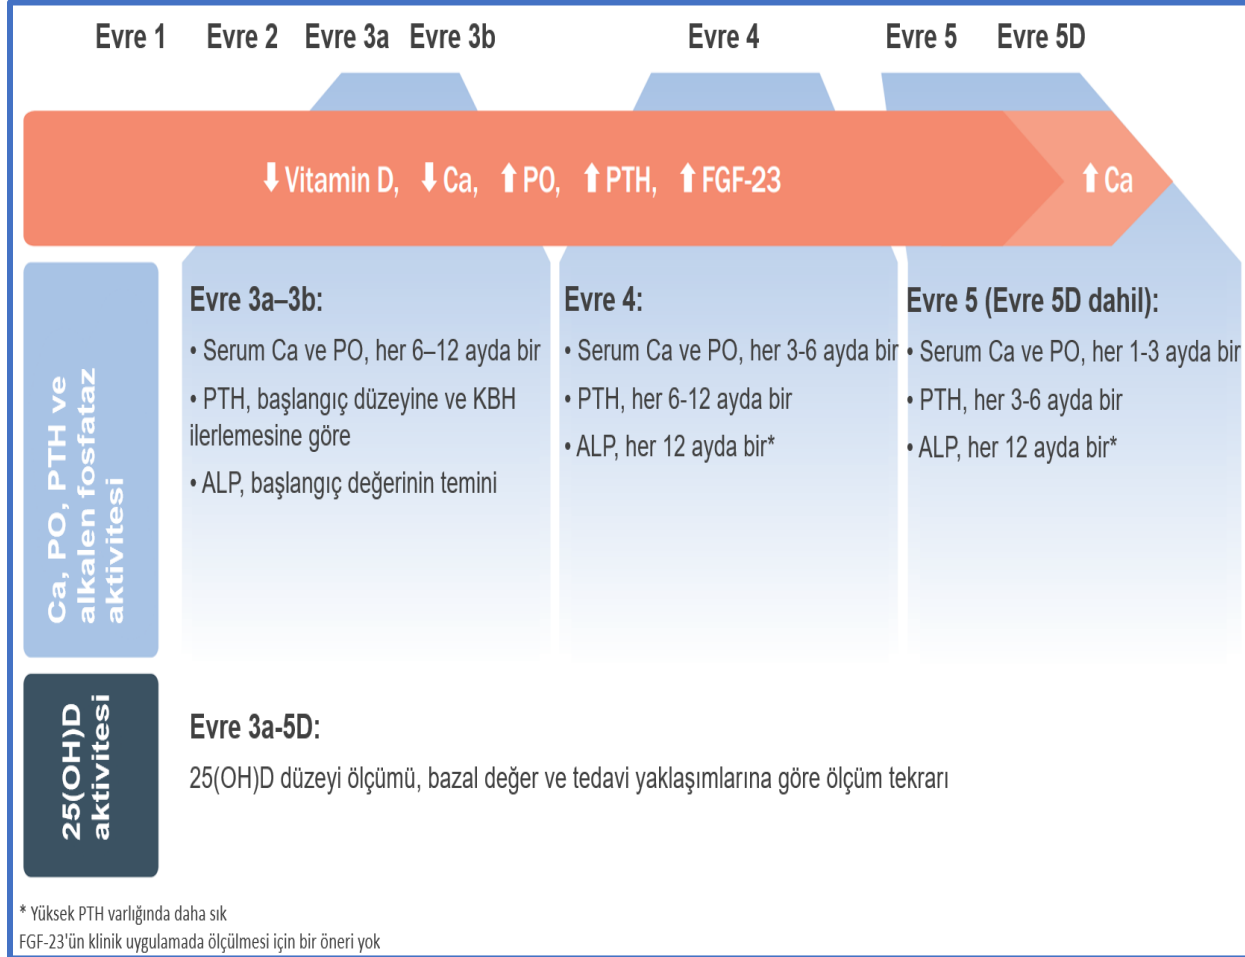 Evre 1 Evre 2 Evre 3a Evre 3b Evre 4 Evre 5 Evre 5D
⬇Vitamin D, ⬇Ca, ⬆PO, ⬆PTH, ⬆FGF-23 ⬆Ca
Ca, PO, PTH ve
alkalen fosfataz
aktivitesi
Evre 3a–3b:
• Serum Ca ve PO, her 6–12 ayda bir
• PTH, başlangıç düzeyine ve KBH
ilerlemesine göre
• ALP, başlangıç değerinin temini
Evre 4:
• Serum Ca ve PO, her 3-6 ayda bir
• PTH, her 6-12 ayda bir
• ALP, her 12 ayda bir*
Evre 5 (Evre 5D dahil):
• Serum Ca ve PO, her 1-3 ayda bir
• PTH, her 3-6 ayda bir
• ALP, her 12 ayda bir*
25(OH)D
aktivitesi
Evre 3a-5D:
25(OH)D düzeyi ölçümü, bazal değer ve tedavi yaklaşımlarına göre ölçüm tekrarı
* Yüksek PTH varlığında daha sık
FGF-23'ün klinik uygulamada ölçülmesi için bir öneri yok